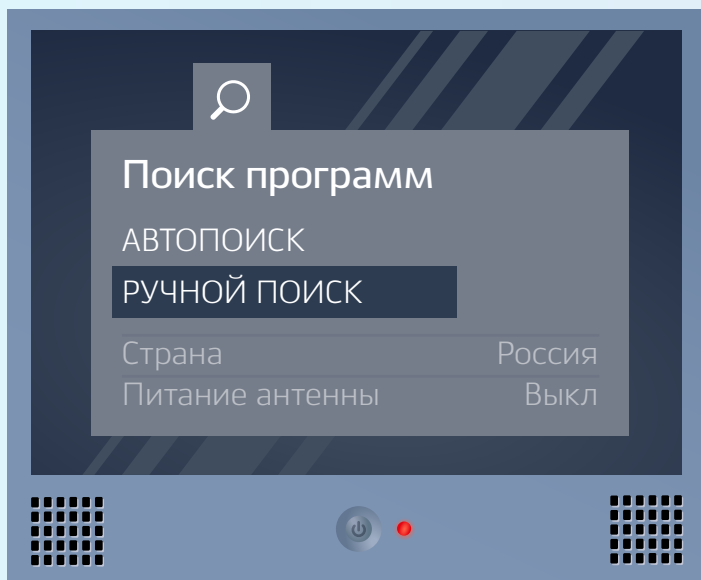 Поиск программ
АВТОПОИСК
РУЧНОЙ ПОИСК
Страна Россия
Питание антенны Выкл